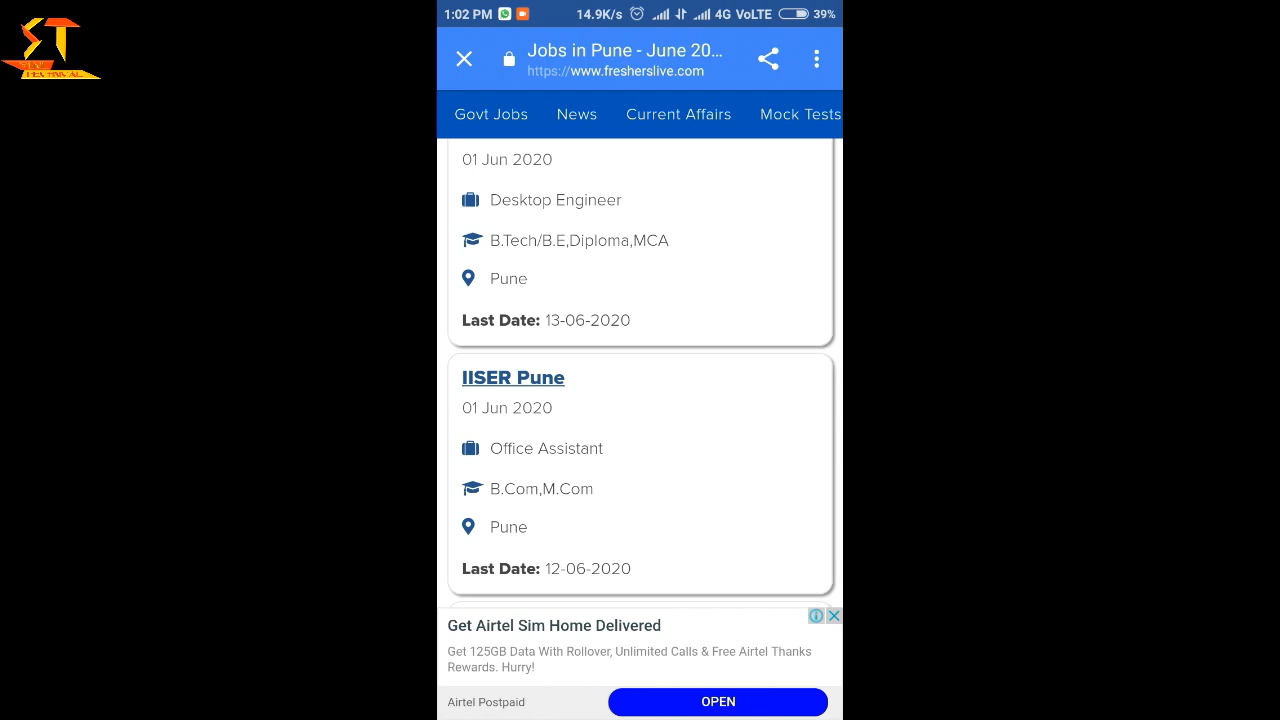 ST
TECHNICAL
1:02 PM 14.9K/s 4G VoLTE 39%
Jobs in Pune - June 20...
https://www.fresherslive.com
Govt Jobs News Current Affairs Mock Tests
01 Jun 2020
Desktop Engineer
B.Tech/B.E,Diploma,MCA
Pune
Last Date: 13-06-2020
IISER Pune
01 Jun 2020
Office Assistant
B.Com,M.Com
Pune
Last Date: 12-06-2020
Get Airtel Sim Home Delivered
Get 125GB Data With Rollover, Unlimited Calls & Free Airtel Thanks
Rewards. Hurry!
Airtel Postpaid OPEN